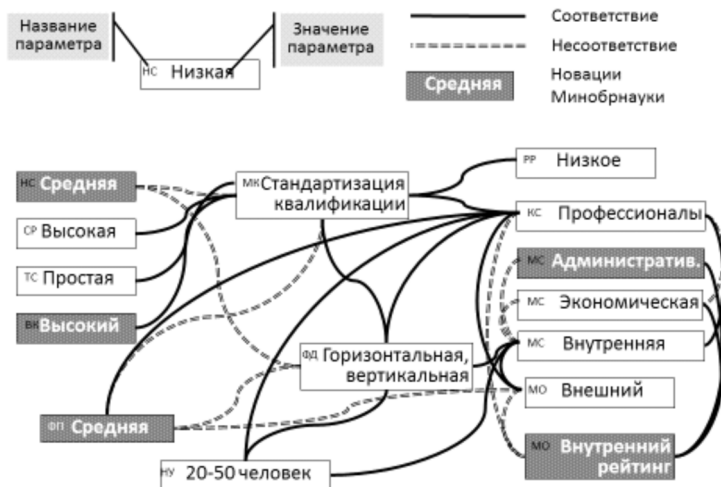 Название
параметра
НС Низкая
Значение
параметра
Соответствие
Несоответствие
Средняя
Новации
Минобрнауки
НС Средняя
СР Высокая
ТС Простая
ВК Высокий
МК Стандартизация
квалификации
РР Низкое
КС Профессионалы
МС Административ.
МС Экономическая
МС Внутренняя
ФД Горизонтальная,
вертикальная
МО Внешний
ФП Средняя
МО Внутренний
рейтинг
НУ 20-50 человек